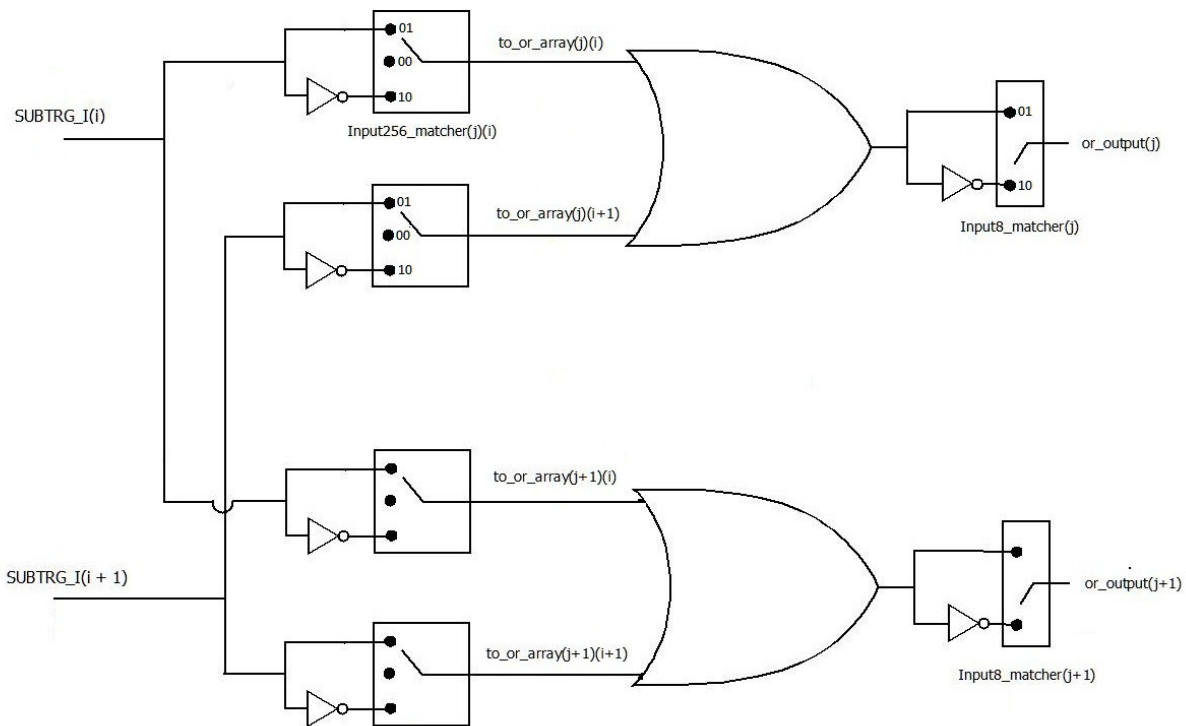 01
to_or_array(j)(i)
00
SUBTRG_I(i)
10
Input256_matcher(j)(i)
01
or_output(j)
10
01
to_or_array(j)(i+1)
00
Input8_matcher(j)
10
to_or_array(j+1)(i)
SUBTRG_I(i + 1)
or_output(j+1)
to_or_array(j+1)(i+1)
Input8_matcher(j+1)